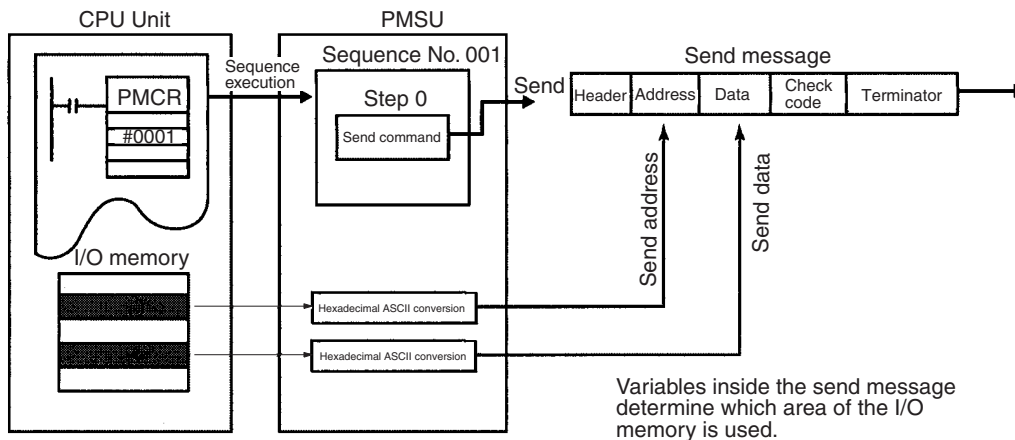 CPU Unit
PMSU
PMCR
#0001
Sequence
execution
Sequence No. 001
Step 0
Send command
Send
Send message
Header
Address
Data
Check
code
Terminator
Send address
Send data
I/O memory
Hexadecimal ASCII conversion
Hexadecimal ASCII conversion
Variables inside the send message
determine which area of the I/O
memory is used.